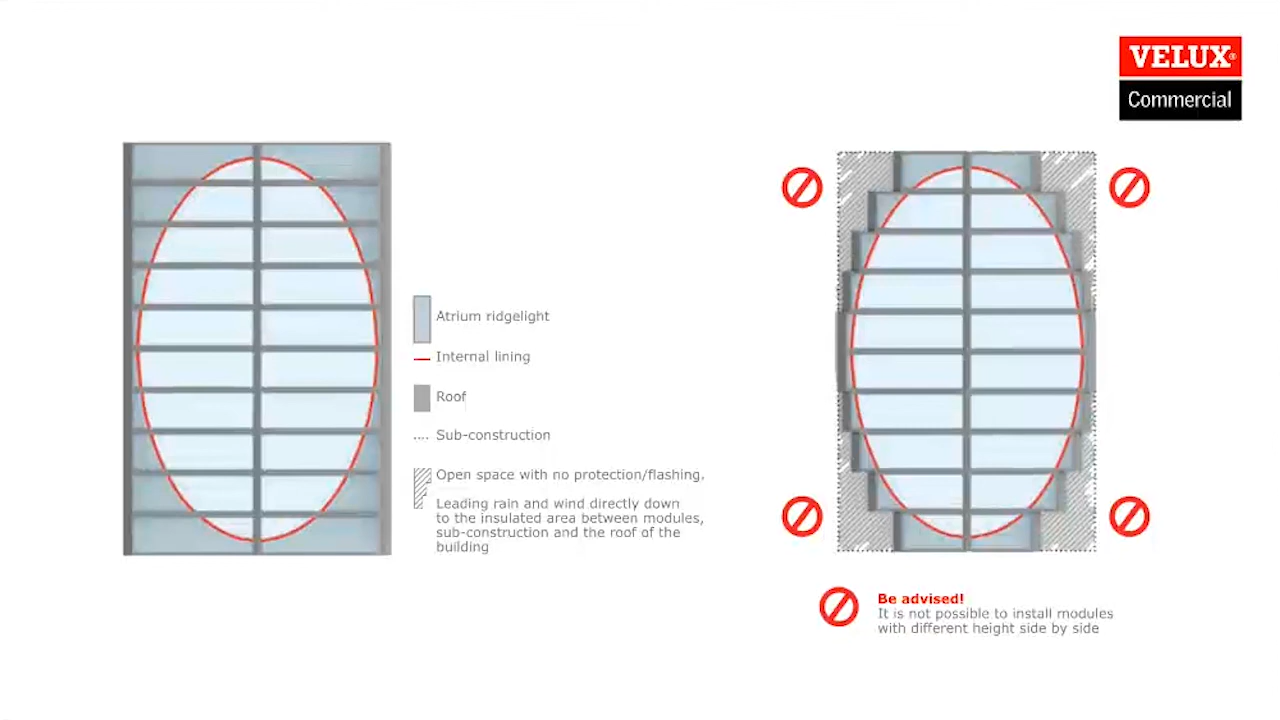 VELUX®
Commercial
Atrium ridgelight
Internal lining
Roof
Sub-construction
Open space with no protection/flashing.
Leading rain and wind directly down
to the insulated area between modules,
sub-construction and the roof of the
building
Be advised!
It is not possible to install modules
with different height side by side